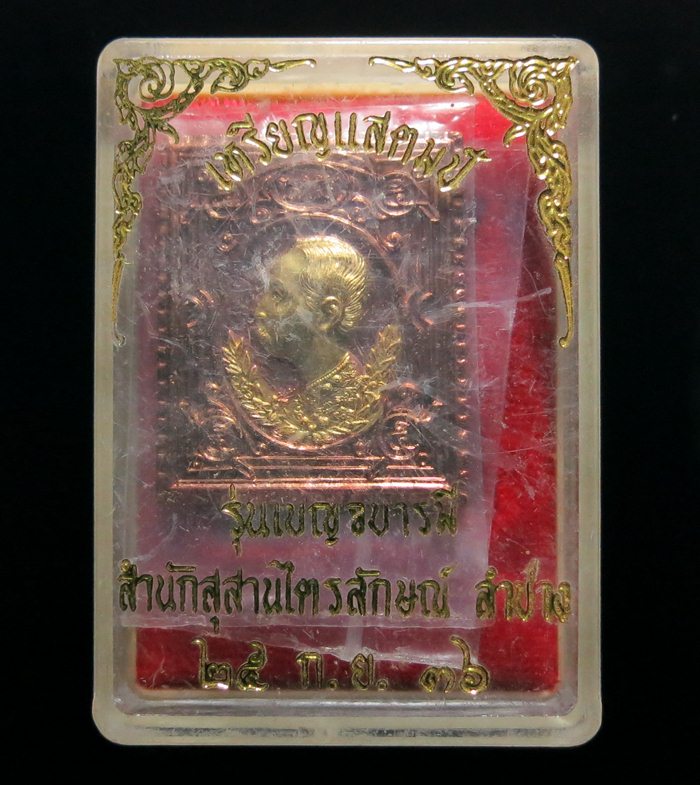 เหรียญแสตมป์
รุ่นเบญจบารมี
สำนักสุสานไตรลักษณ์ ลำปาง
๒๕ ก.ย. ๓๖